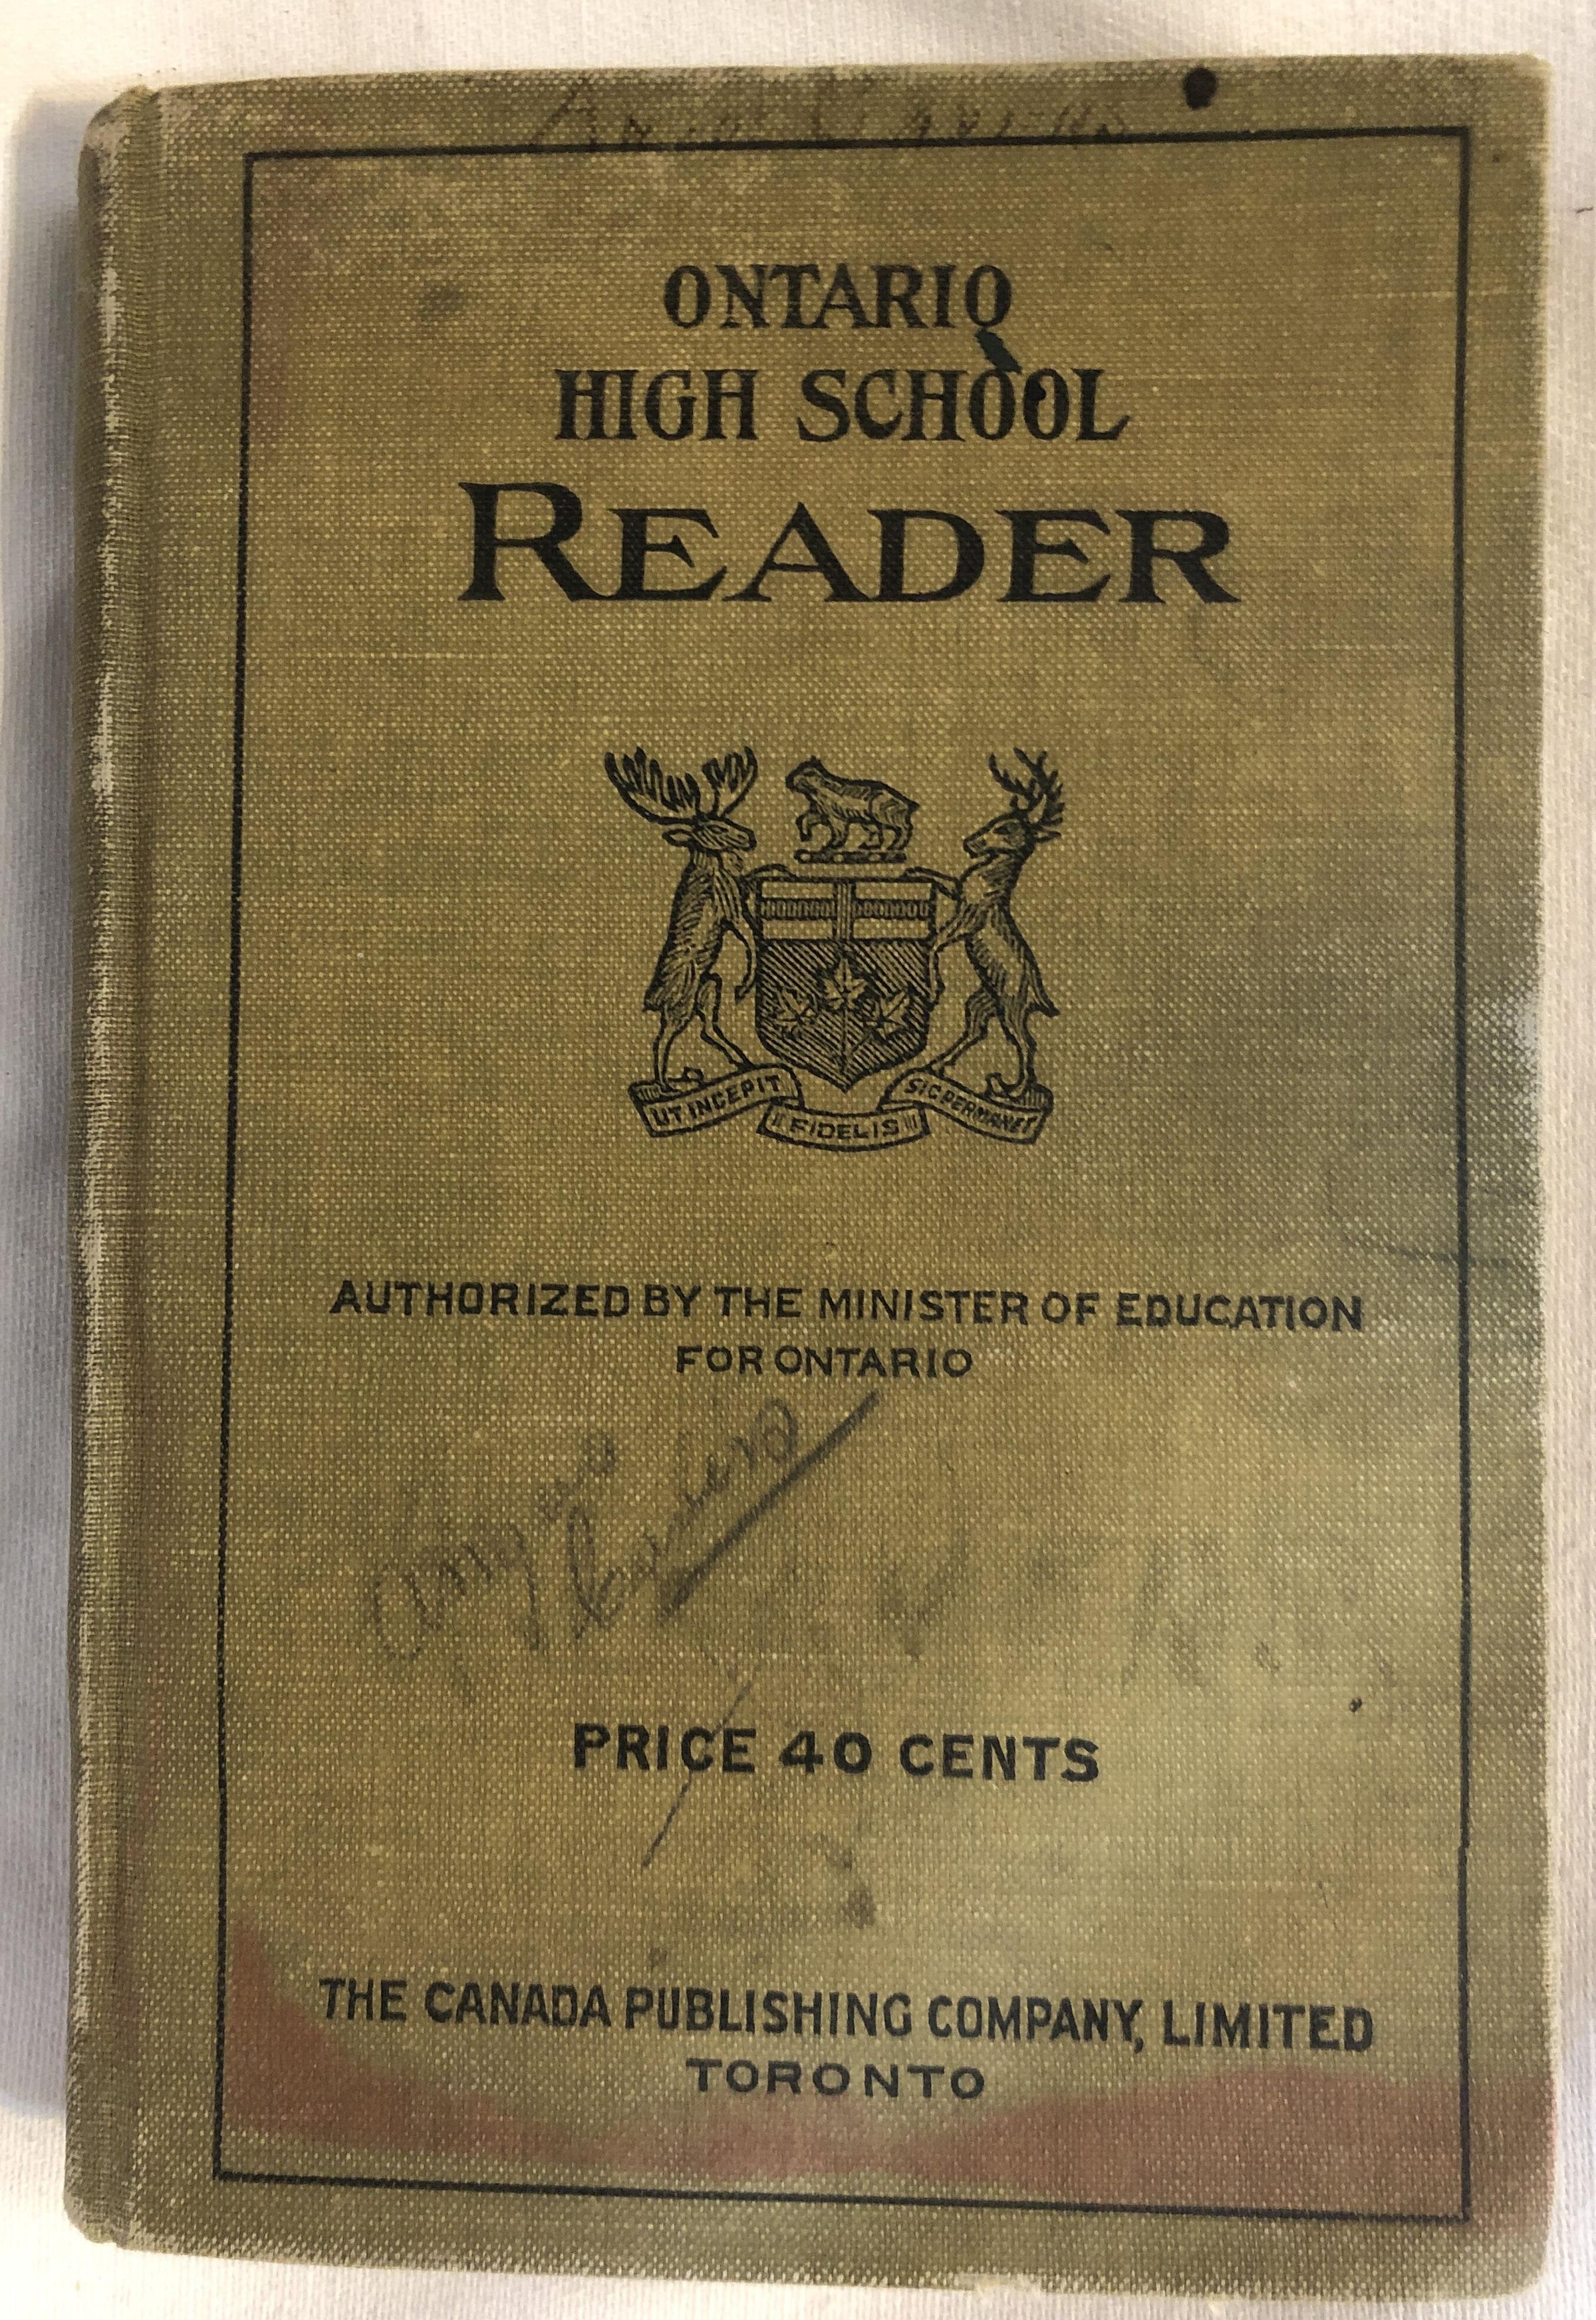 ONTARIO
HIGH SCHOOL
READER
UT INCEPIT
FIDELIS
SIC PERMANET
AUTHORIZED BY THE MINISTER OF EDUCATION
FOR ONTARIO
PRICE 40 CENTS
THE CANADA PUBLISHING COMPANY, LIMITED
TORONTO